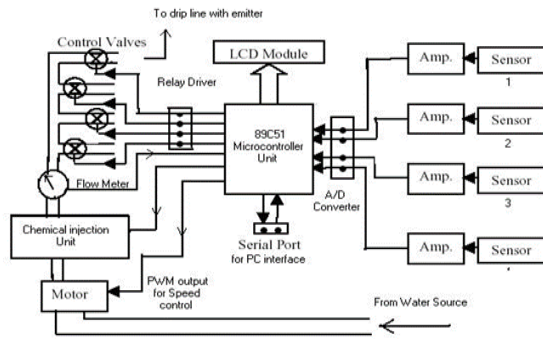 To drip line with emitter
Control Valves
LCD Module
Relay Driver
Amp.
Sensor
1
Amp.
Sensor
2
89C51
Microcontroller
Unit
Amp.
Sensor
3
A/D
Converter
Flow Meter
Chemical injection
Unit
Serial Port
for PC interface
Amp.
Sensor
Motor
PWM output
for Speed
control
From Water Source